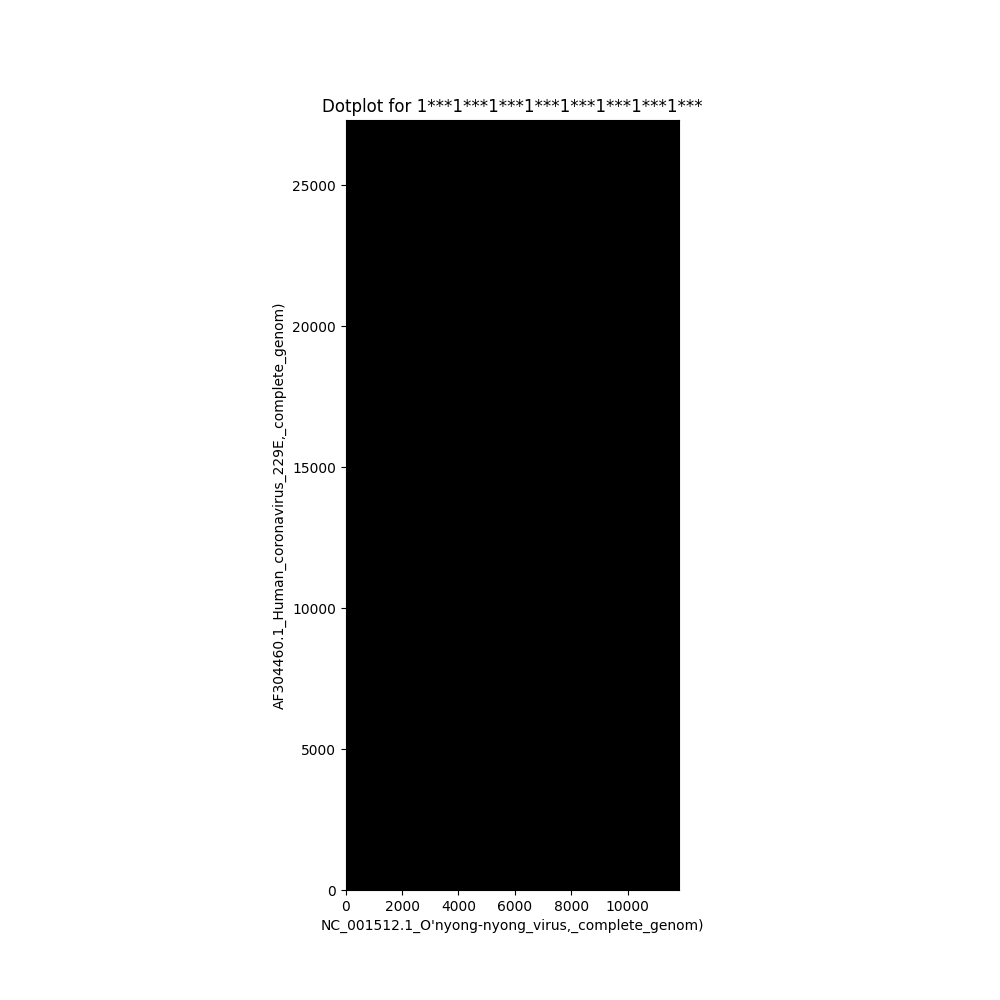 Dotplot for 1***1***1***1***1***1***1***1***
25000
20000
15000
10000
5000
0
AF304460.1_Human_coronavirus_229E,_complete_genom)
0 2000 4000 6000 8000 10000
NC_001512.1_O'nyong-nyong_virus,_complete_genom)